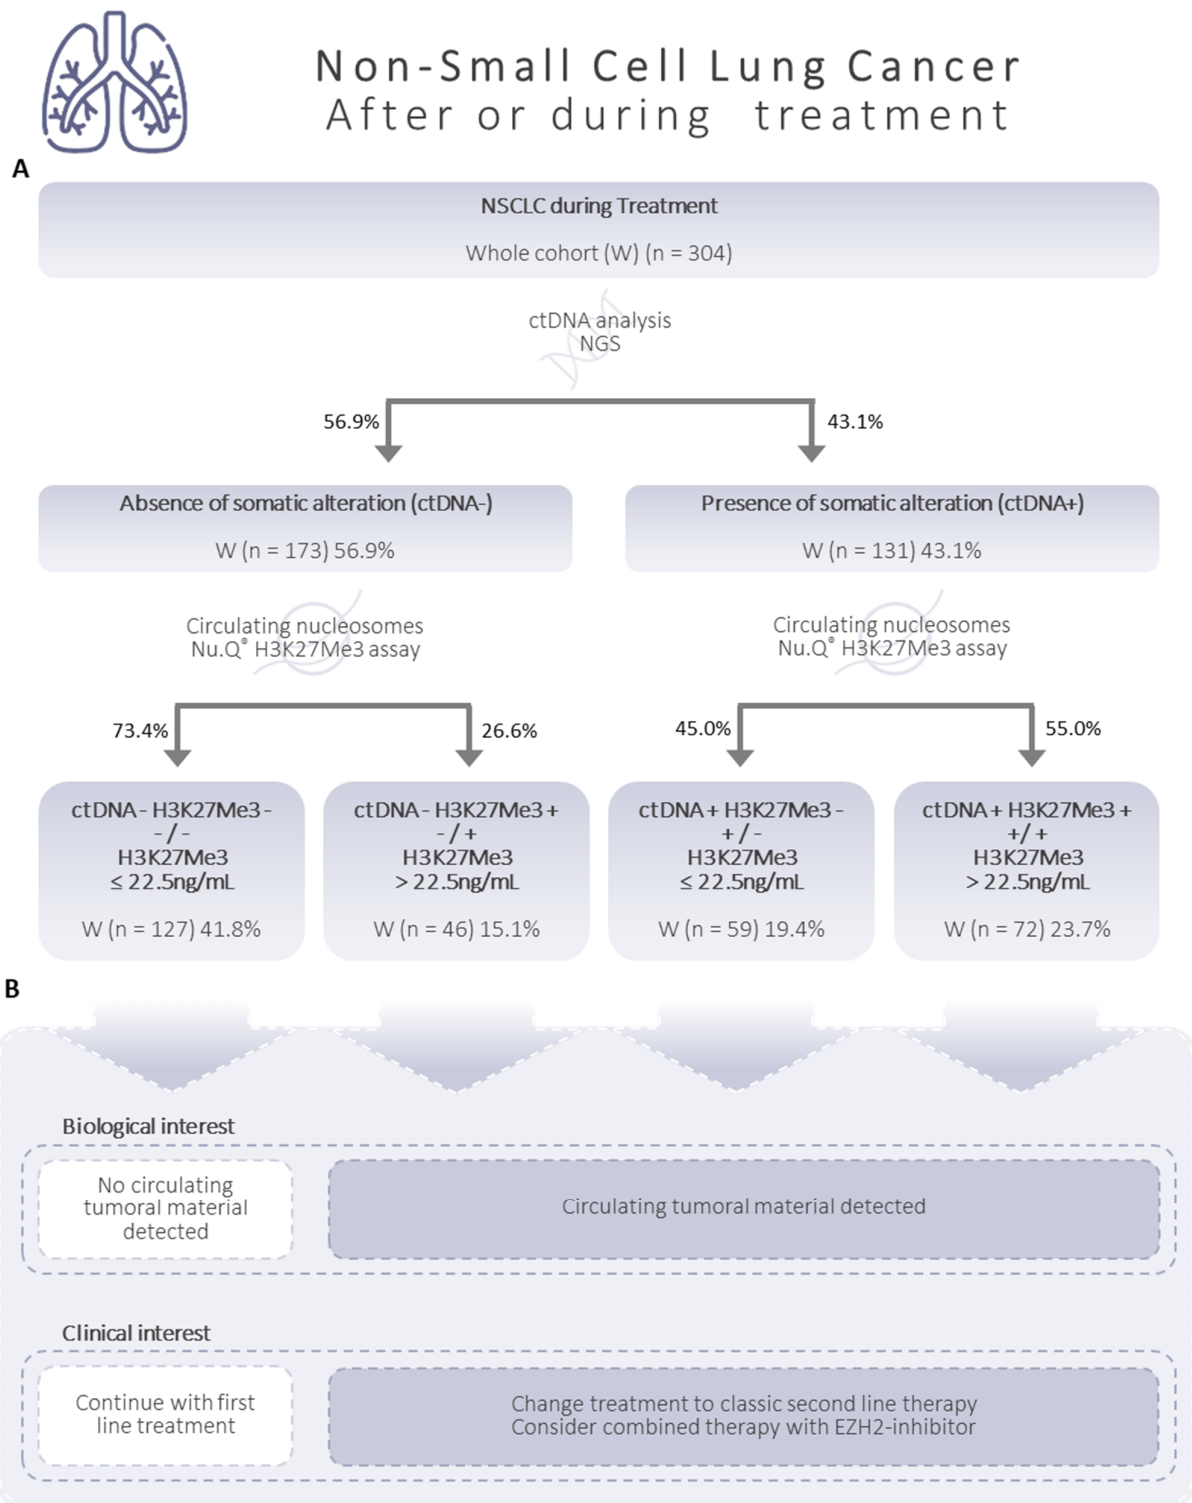 Non-Small Cell Lung Cancer
After or during treatment
A
NSCLC during Treatment
Whole cohort (W) (n = 304)
ctDNA analysis
NGS
56.9%
43.1%
Absence of somatic alteration (ctDNA-)
W (n = 173) 56.9%
Presence of somatic alteration (ctDNA+)
W (n = 131) 43.1%
Circulating nucleosomes
Nu.Q® H3K27Me3 assay
Circulating nucleosomes
Nu.Q® H3K27Me3 assay
73.4%
26.6%
45.0%
55.0%
ctDNA - H3K27Me3 -
- / -
H3K27Me3
≤ 22.5ng/mL
W (n = 127) 41.8%
ctDNA - H3K27Me3 +
- / +
H3K27Me3
> 22.5ng/mL
W (n = 46) 15.1%
ctDNA + H3K27Me3 -
+ / -
H3K27Me3
≤ 22.5ng/mL
W (n = 59) 19.4%
ctDNA + H3K27Me3 +
+ / +
H3K27Me3
> 22.5ng/mL
W (n = 72) 23.7%
B
Biological interest
No circulating
tumoral material
detected
Circulating tumoral material detected
Clinical interest
Continue with first
line treatment
Change treatment to classic second line therapy
Consider combined therapy with EZH2-inhibitor